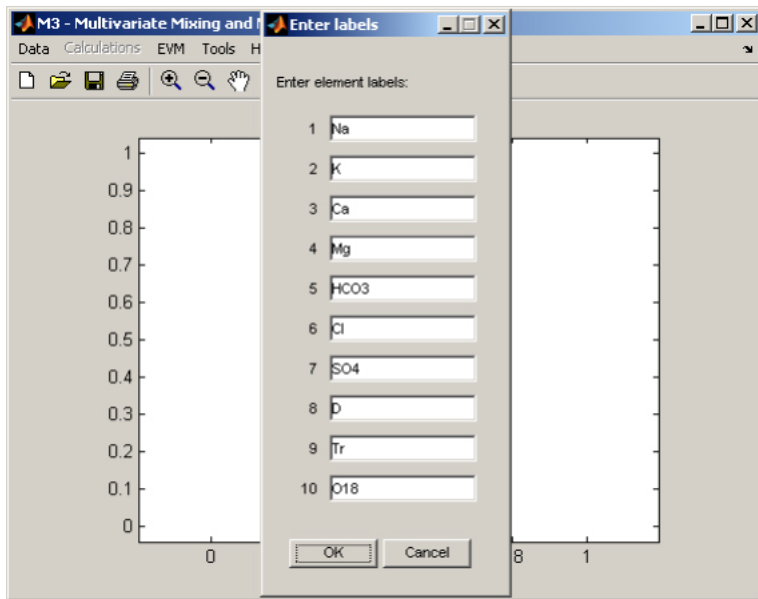 M3 - Multivariate Mixing and
Enter labels
Data Calculations EVM Tools H
Enter element labels:
1 Na
2 K
3 Ca
4 Mg
5 HCO3
6 Cl
7 SO4
8 D
9 Tr
10 O18
OK Cancel
1
0.9
0.8
0.7
0.6
0.5
0.4
0.3
0.2
0.1
0
0 8 1